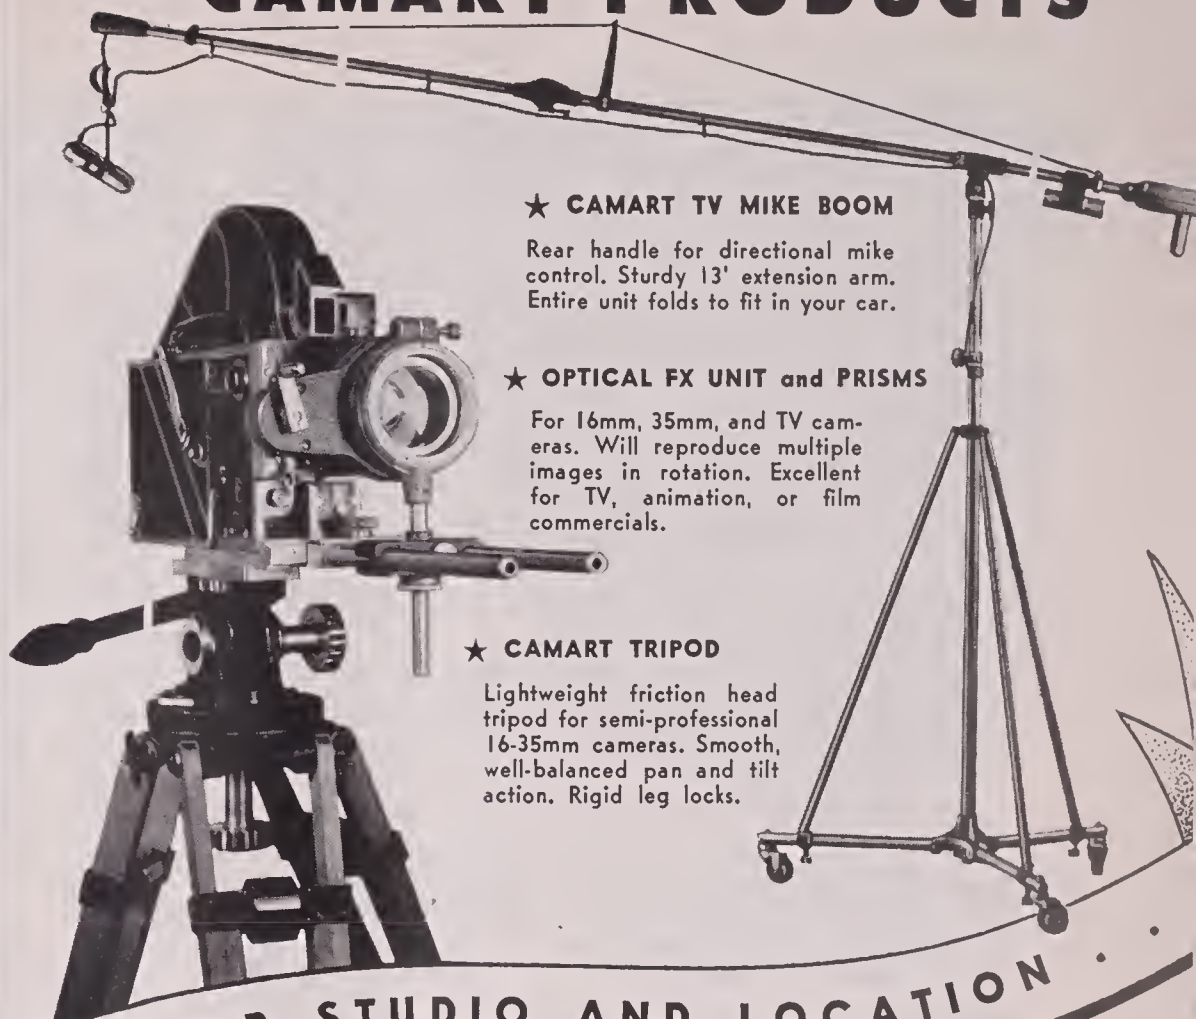 CAMART PRODUCTS
★ CAMART TV MIKE BOOM
Rear handle for directional mike
control. Sturdy 13' extension arm.
Entire unit folds to fit in your car.
★ OPTICAL FX UNIT and PRISMS
For 16mm, 35mm, and TV cam-
eras. Will reproduce multiple
images in rotation. Excellent
for TV, animation, or film
commercials.
★ CAMART TRIPOD
Lightweight friction head
tripod for semi-professional
16-35mm cameras. Smooth,
well-balanced pan and tilt
action. Rigid leg locks.
STUDIO AND LOCATION . .